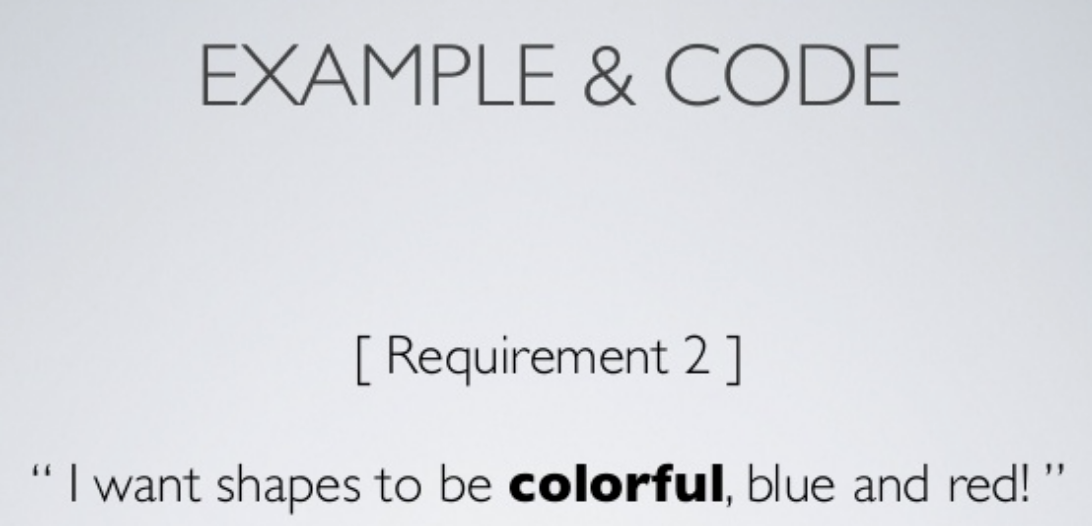 EXAMPLE & CODE
[ Requirement 2 ]
“ I want shapes to be colorful, blue and red! ”